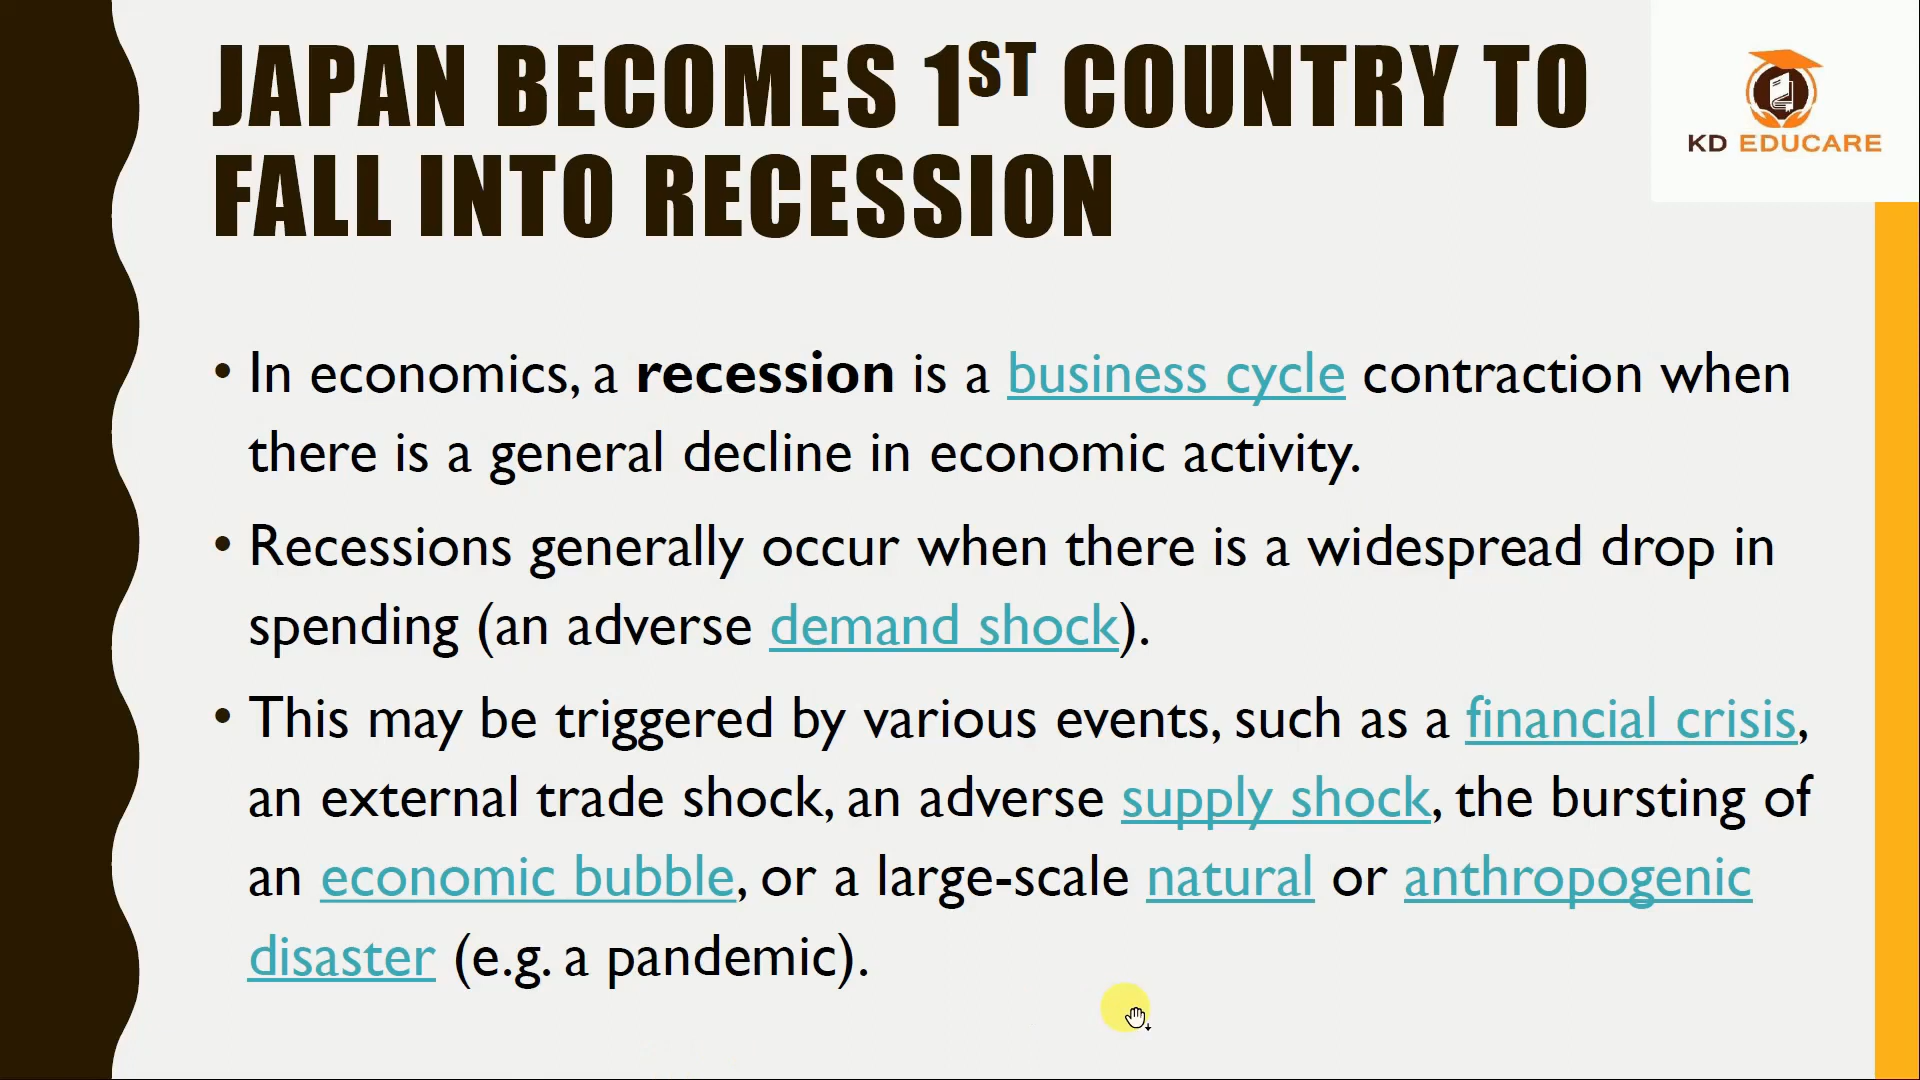 JAPAN BECOMES 1ST COUNTRY TO
FALL INTO RECESSION
KD EDUCARE
• In economics, a recession is a business cycle contraction when
there is a general decline in economic activity.
• Recessions generally occur when there is a widespread drop in
spending (an adverse demand shock).
• This may be triggered by various events, such as a financial crisis,
an external trade shock, an adverse supply shock, the bursting of
an economic bubble, or a large-scale natural or anthropogenic
disaster (e.g. a pandemic).